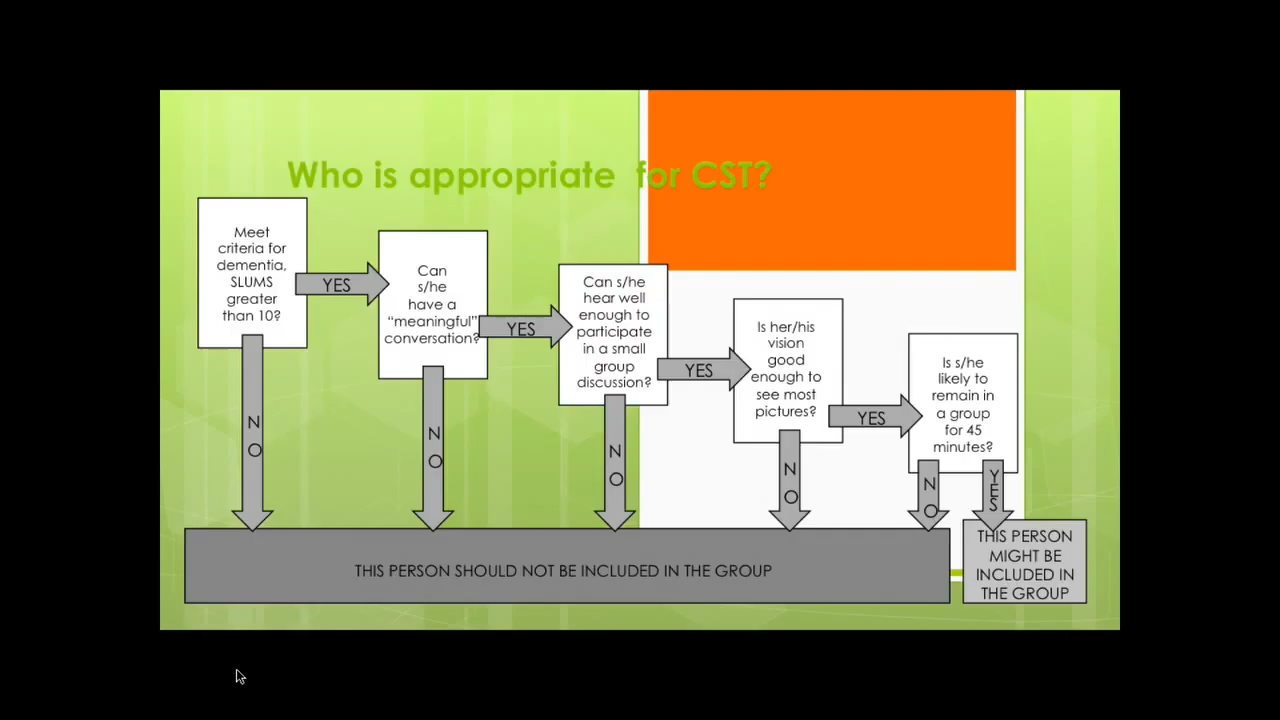 Who is appropriate  for CST?
Meet
criteria for
dementia,
SLUMS
greater
than 10?
YES
Can
s/he
have a
“meaningful”
conversation?
YES
Can s/he
hear well
enough to
participate
in a small
group
discussion?
YES
Is her/his
vision
good
enough to
see most
pictures?
YES
Is s/he
likely to
remain in
a group
for 45
minutes?
NO
NO
NO
NO
NO
YES
THIS PERSON SHOULD NOT BE INCLUDED IN THE GROUP
THIS PERSON
MIGHT BE
INCLUDED IN
THE GROUP